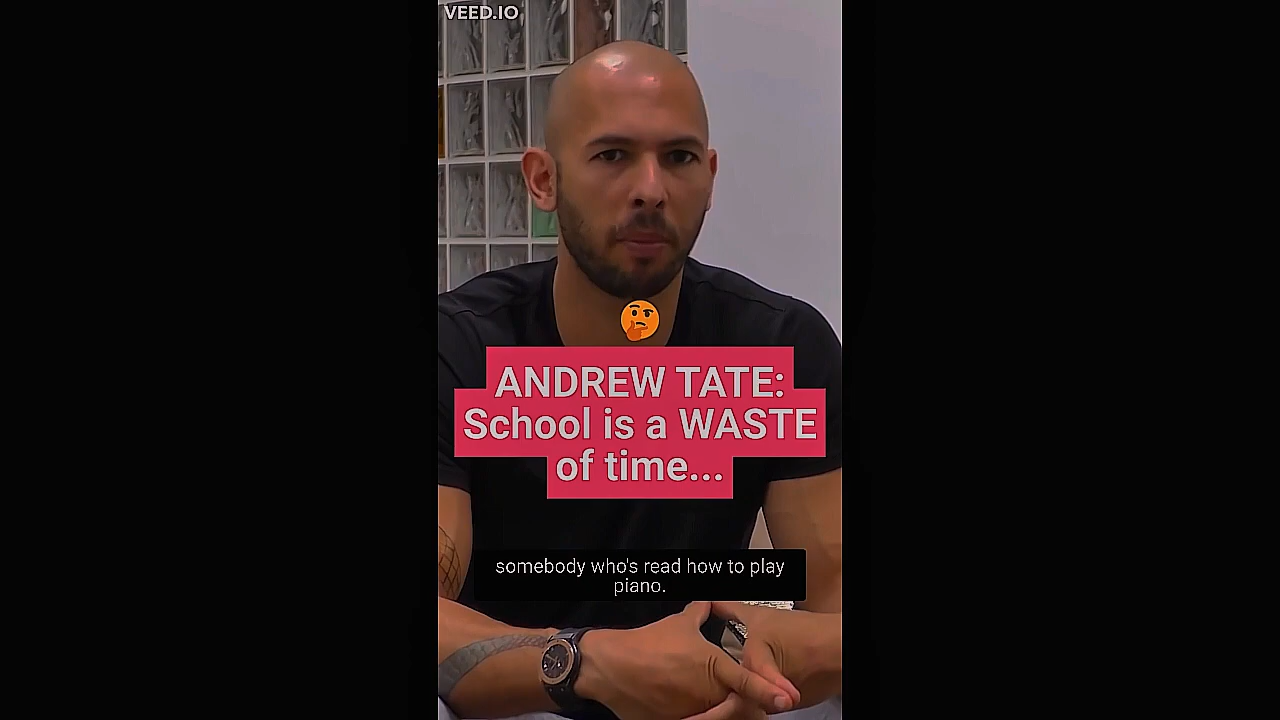 VEED.IO
ANDREW TATE:
School is a WASTE
of time...
somebody who's read how to play
piano.